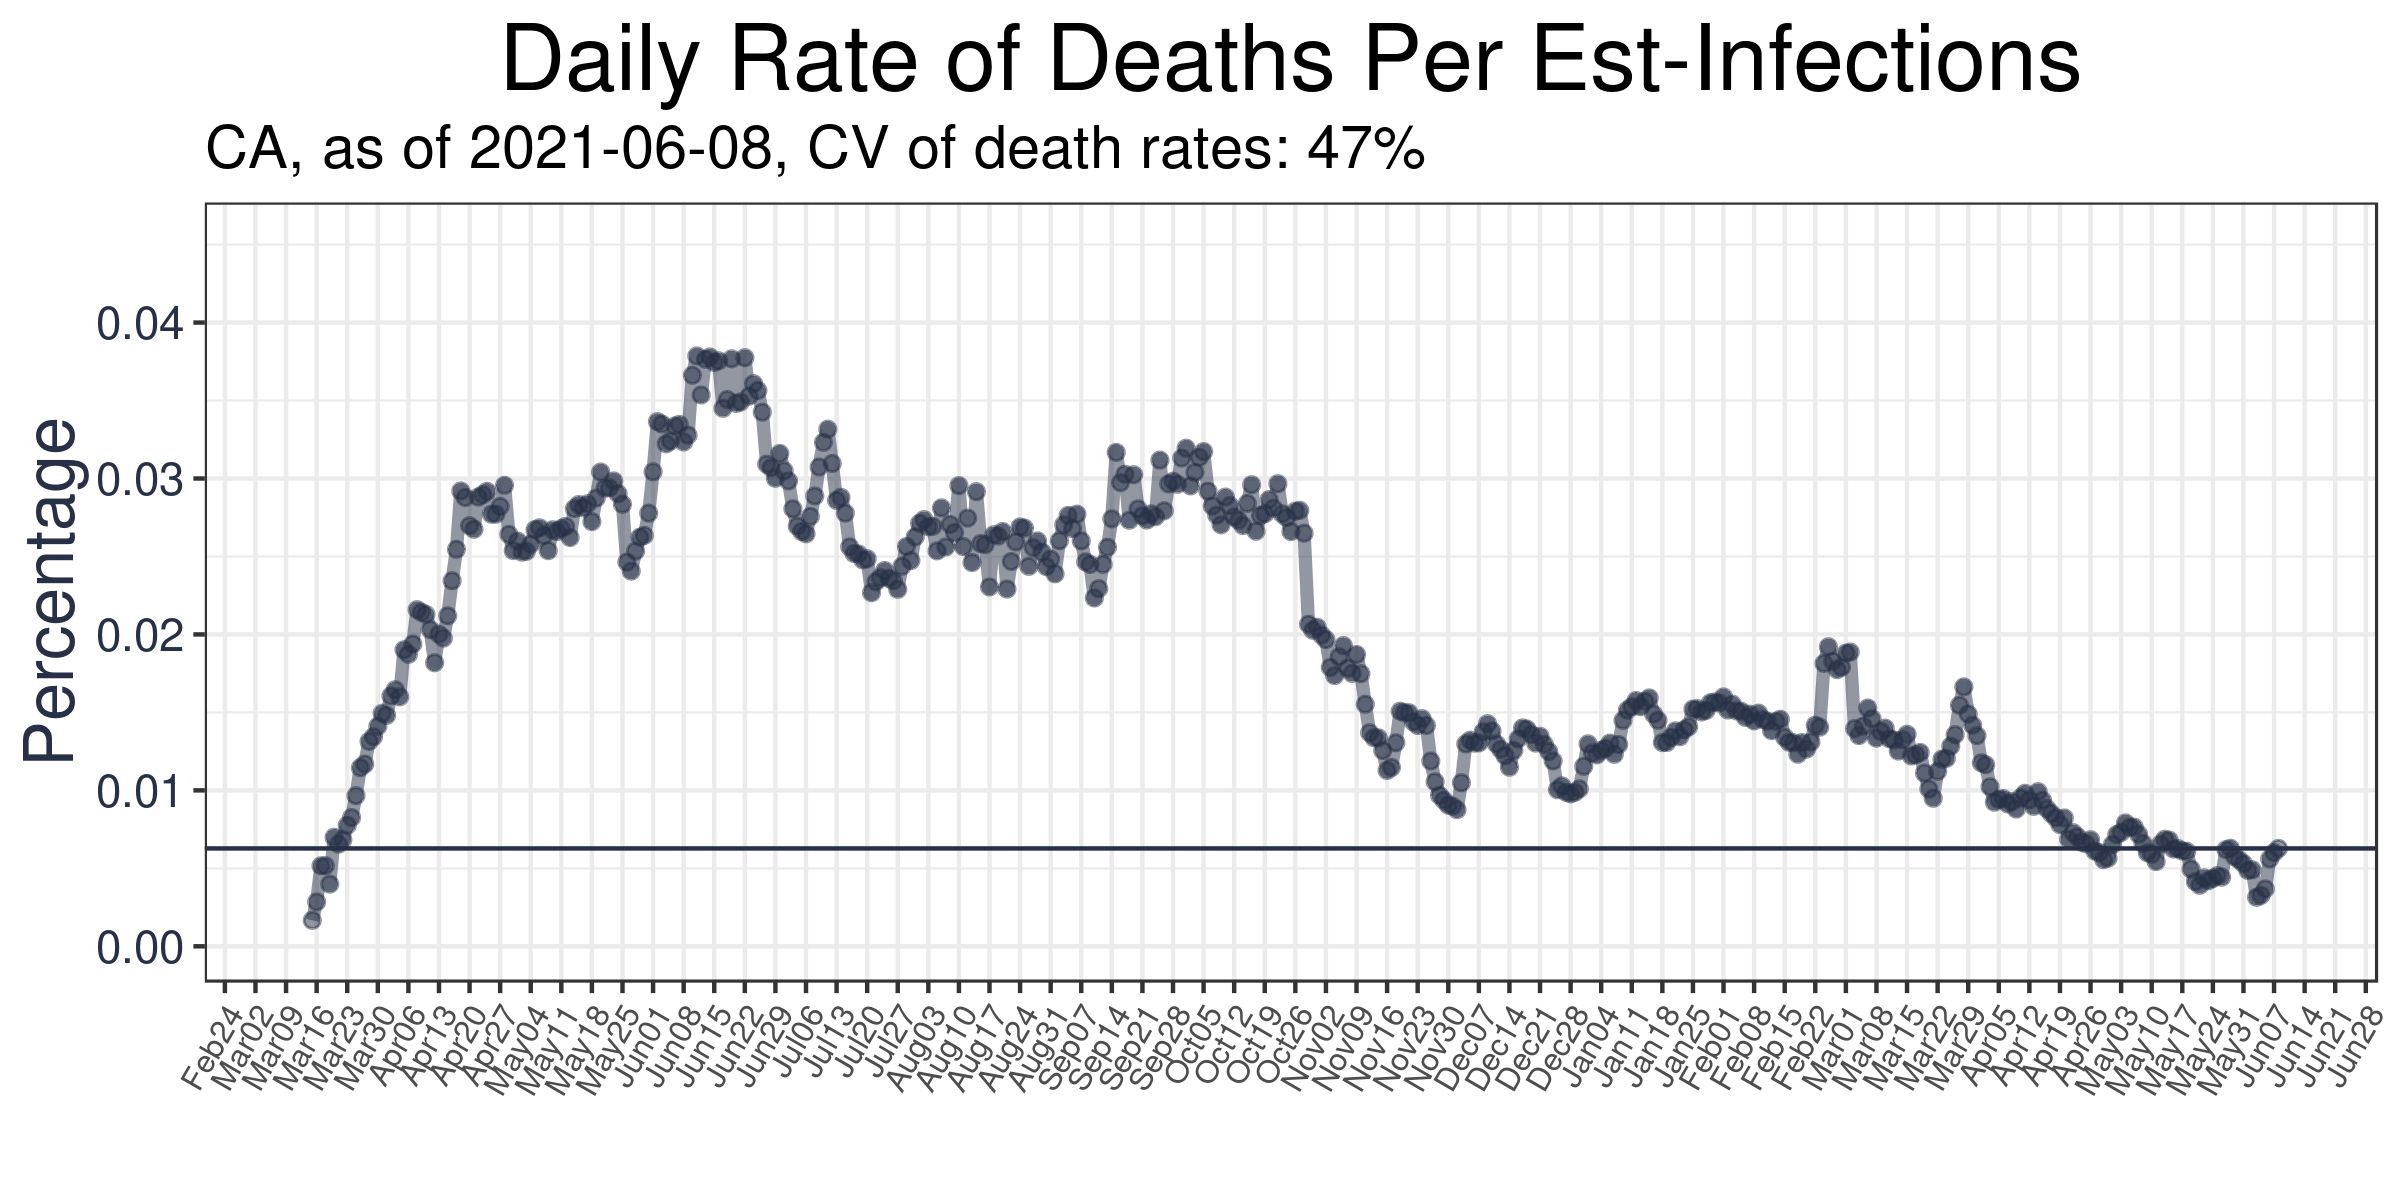 Daily Rate of Deaths Per Est-Infections
CA, as of 2021-06-08, CV of death rates: 47%
Percentage
0.04
0.03
0.02
0.01
0.00
Feb24
Mar02
Mar09
Mar16
Mar23
Mar30
Apr06
Apr13
Apr20
Apr27
May04
May11
May18
May25
Jun01
Jun08
Jun15
Jun22
Jun29
Jul06
Jul13
Jul20
Jul27
Aug03
Aug10
Aug17
Aug24
Aug31
Sep07
Sep14
Sep21
Sep28
Oct05
Oct12
Oct19
Oct26
Nov02
Nov09
Nov16
Nov23
Nov30
Dec07
Dec14
Dec21
Dec28
Jan04
Jan11
Jan18
Jan25
Feb01
Feb08
Feb15
Feb22
Mar01
Mar08
Mar15
Mar22
Mar29
Apr05
Apr12
Apr19
Apr26
May03
May10
May17
May24
May31
Jun07
Jun14
Jun21
Jun28